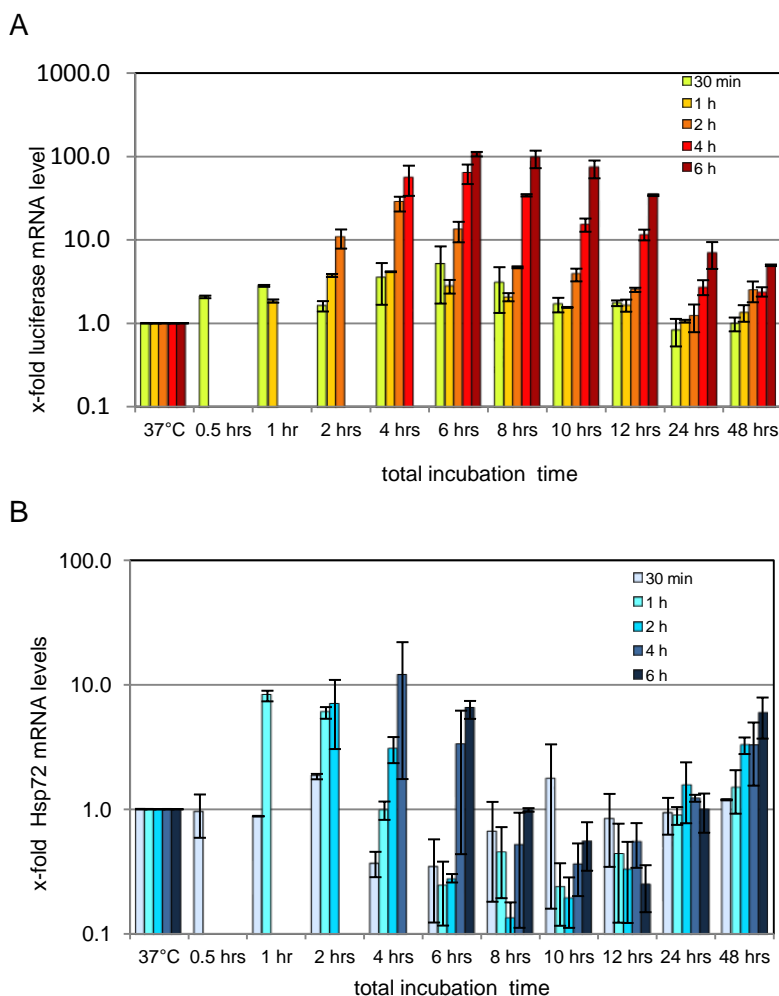 A
1000.0
100.0
10.0
1.0
0.1
x-fold luciferase mRNA level
30 min
1 h
2 h
4 h
6 h
37°C 0.5 hrs 1 hr 2 hrs 4 hrs 6 hrs 8 hrs 10 hrs 12 hrs 24 hrs 48 hrs
total incubation time
B
100.0
10.0
1.0
0.1
x-fold Hsp72 mRNA levels
30 min
1 h
2 h
4 h
6 h
37°C 0.5 hrs 1 hr 2 hrs 4 hrs 6 hrs 8 hrs 10 hrs 12 hrs 24 hrs 48 hrs
total incubation time